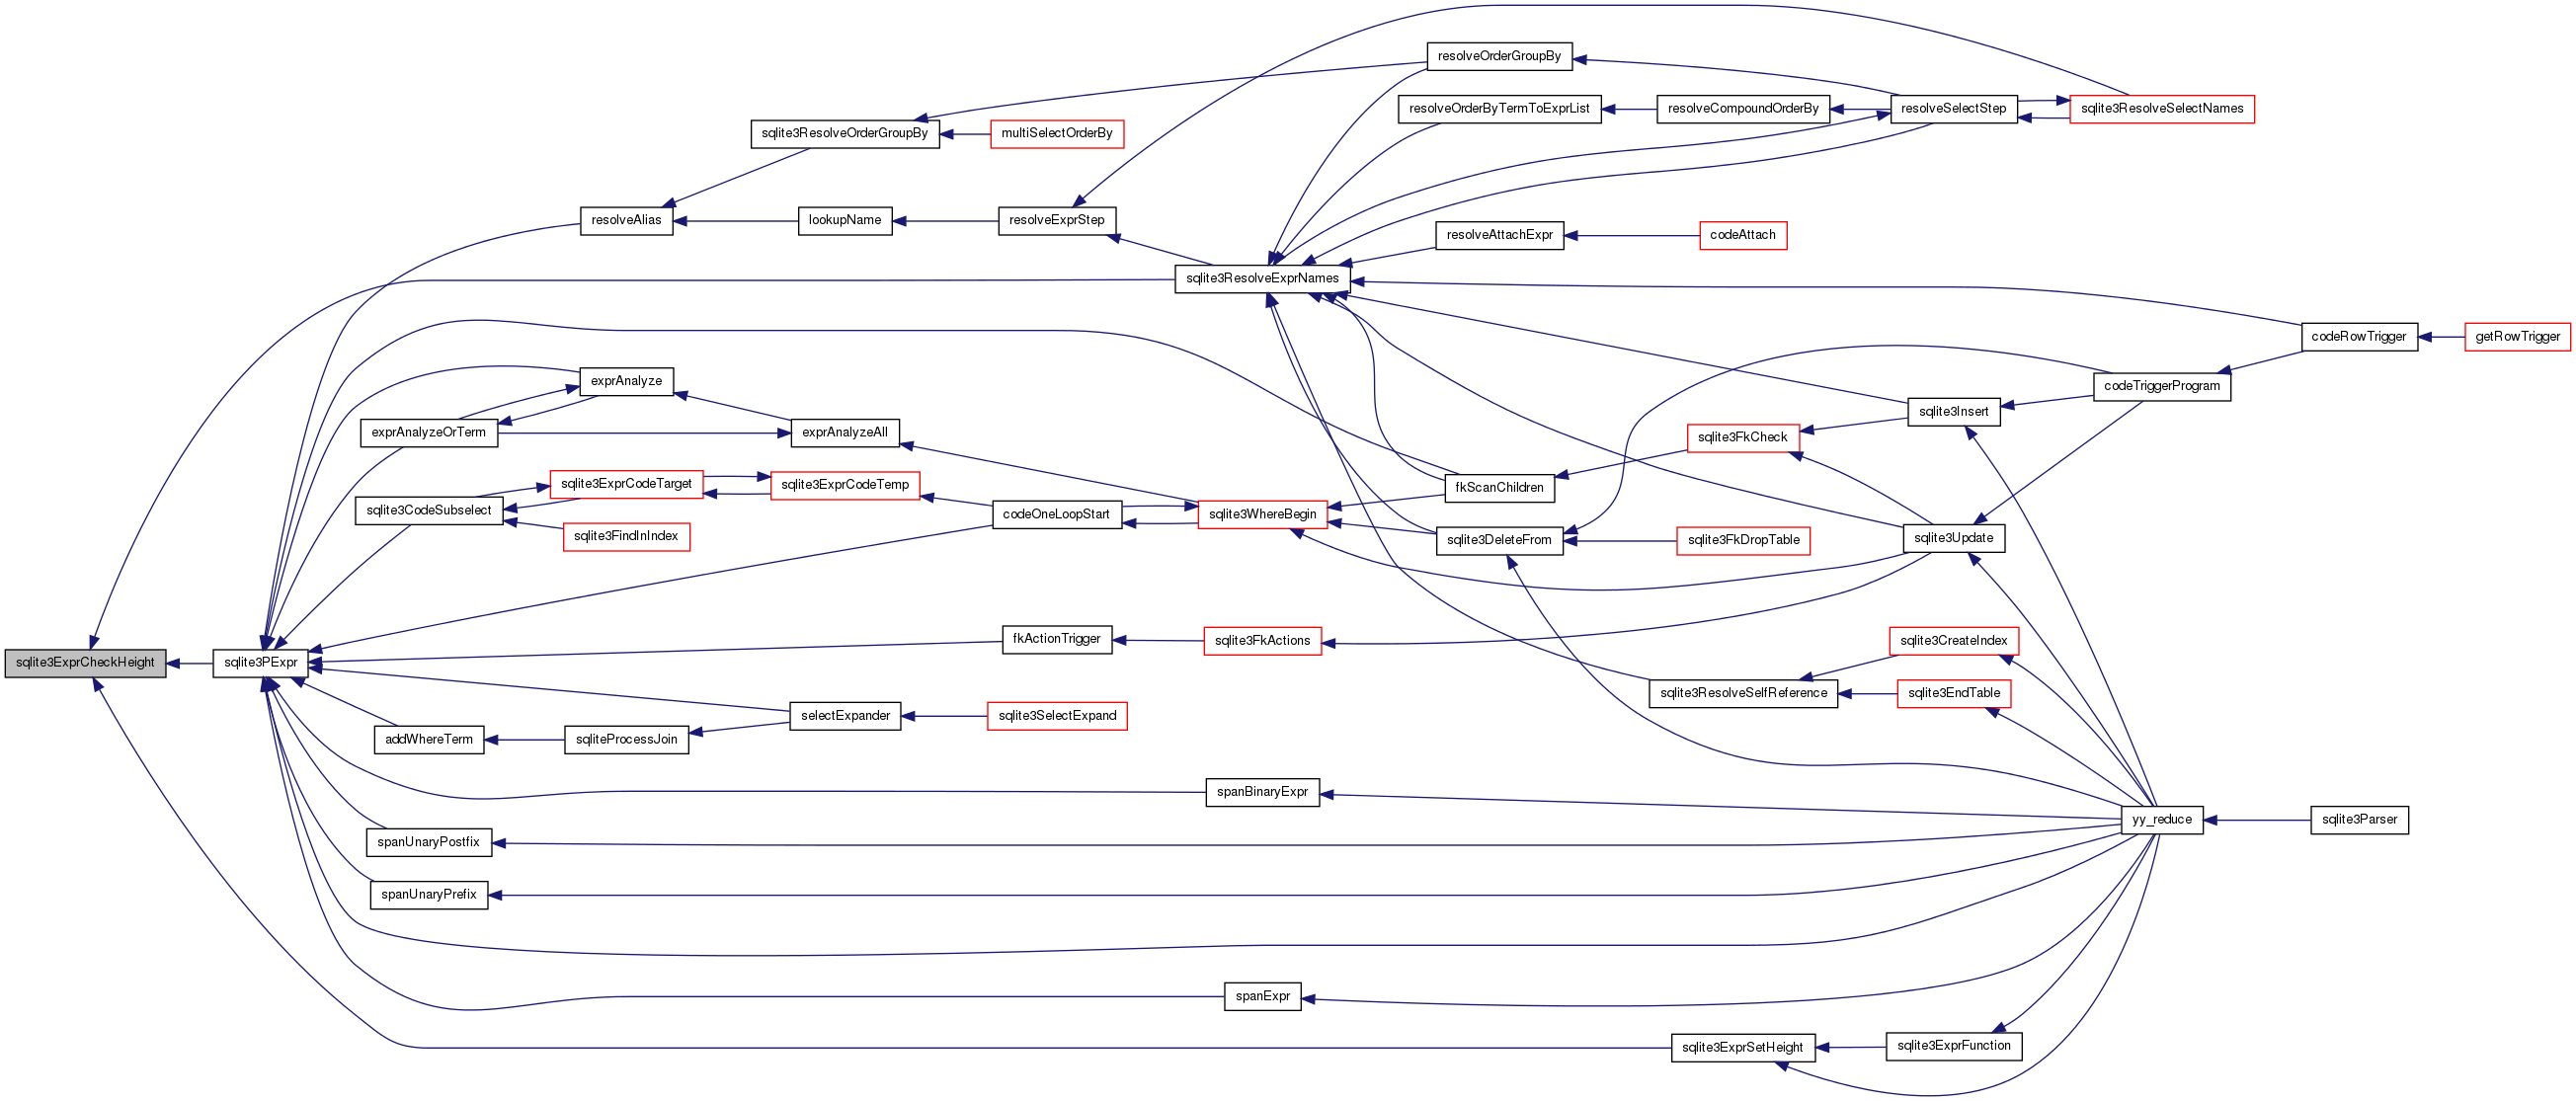 resolveOrderGroupBy
resolveOrderByTermToExprList
resolveCompoundOrderBy
resolveSelectStep
sqlite3ResolveSelectNames
sqlite3ResolveOrderGroupBy
multiSelectOrderBy
resolveAlias
lookupName
resolveExprStep
resolveAttachExpr
codeAttach
sqlite3ResolveExprNames
codeRowTrigger
getRowTrigger
exprAnalyze
codeTriggerProgram
sqlite3Insert
exprAnalyzeOrTerm
exprAnalyzeAll
sqlite3FkCheck
sqlite3ExprCodeTarget
sqlite3ExprCodeTemp
fkScanChildren
sqlite3CodeSubselect
codeOneLoopStart
sqlite3WhereBegin
sqlite3FindInIndex
sqlite3DeleteFrom
sqlite3FkDropTable
sqlite3Update
fkActionTrigger
sqlite3FkActions
sqlite3CreateIndex
sqlite3ExprCheckHeight
sqlite3PExpr
sqlite3ResolveSelfReference
sqlite3EndTable
selectExpander
sqlite3SelectExpand
addWhereTerm
sqliteProcessJoin
spanBinaryExpr
yy_reduce
sqlite3Parser
spanUnaryPostfix
spanUnaryPrefix
spanExpr
sqlite3ExprSetHeight
sqlite3ExprFunction